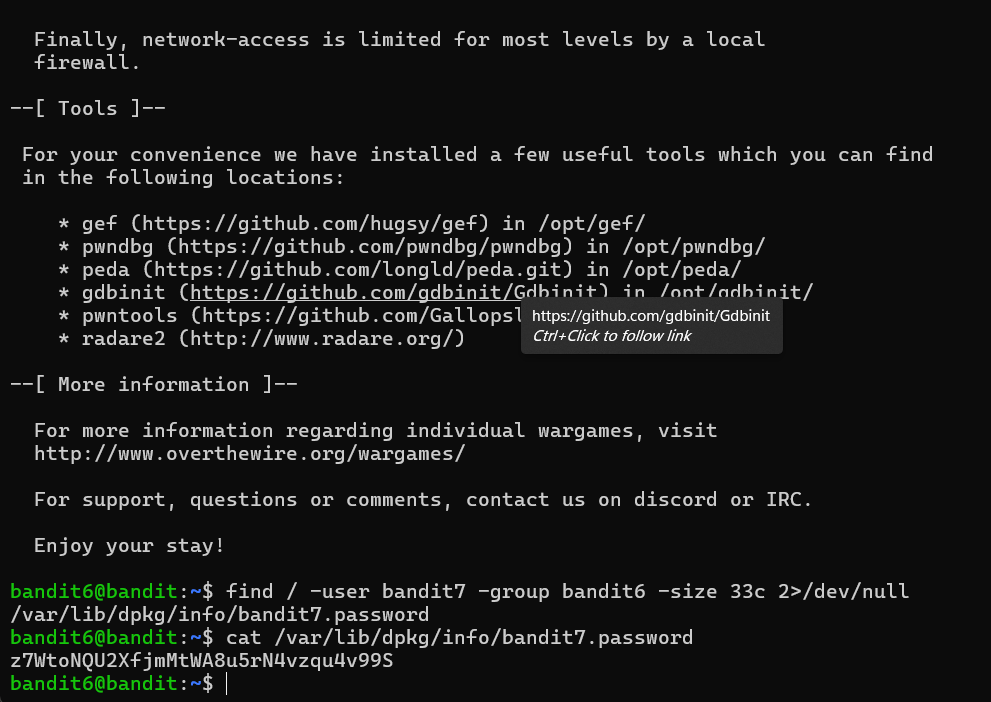 Finally, network-access is limited for most levels by a local
firewall.
--[ Tools ]--
For your convenience we have installed a few useful tools which you can find
in the following locations:
* gef (https://github.com/hugsy/gef) in /opt/gef/
* pwndbg (https://github.com/pwndbg/pwndbg) in /opt/pwndbg/
* peda (https://github.com/longld/peda.git) in /opt/peda/
* gdbinit (https://github.com/gdbinit/Gdbinit) in /opt/gdbinit/
* pwntools (https://github.com/Gallopsl
https://github.com/gdbinit/Gdbinit
Ctrl+Click to follow link
* radare2 (http://www.radare.org/)
--[ More information ]--
For more information regarding individual wargames, visit
http://www.overthewire.org/wargames/
For support, questions or comments, contact us on discord or IRC.
Enjoy your stay!
bandit6@bandit:~$ find / -user bandit7 -group bandit6 -size 33c 2>/dev/null
/var/lib/dpkg/info/bandit7.password
bandit6@bandit:~$ cat /var/lib/dpkg/info/bandit7.password
z7WtoNQU2XfjmMtWA8u5rN4vzqu4v99S
bandit6@bandit:~$